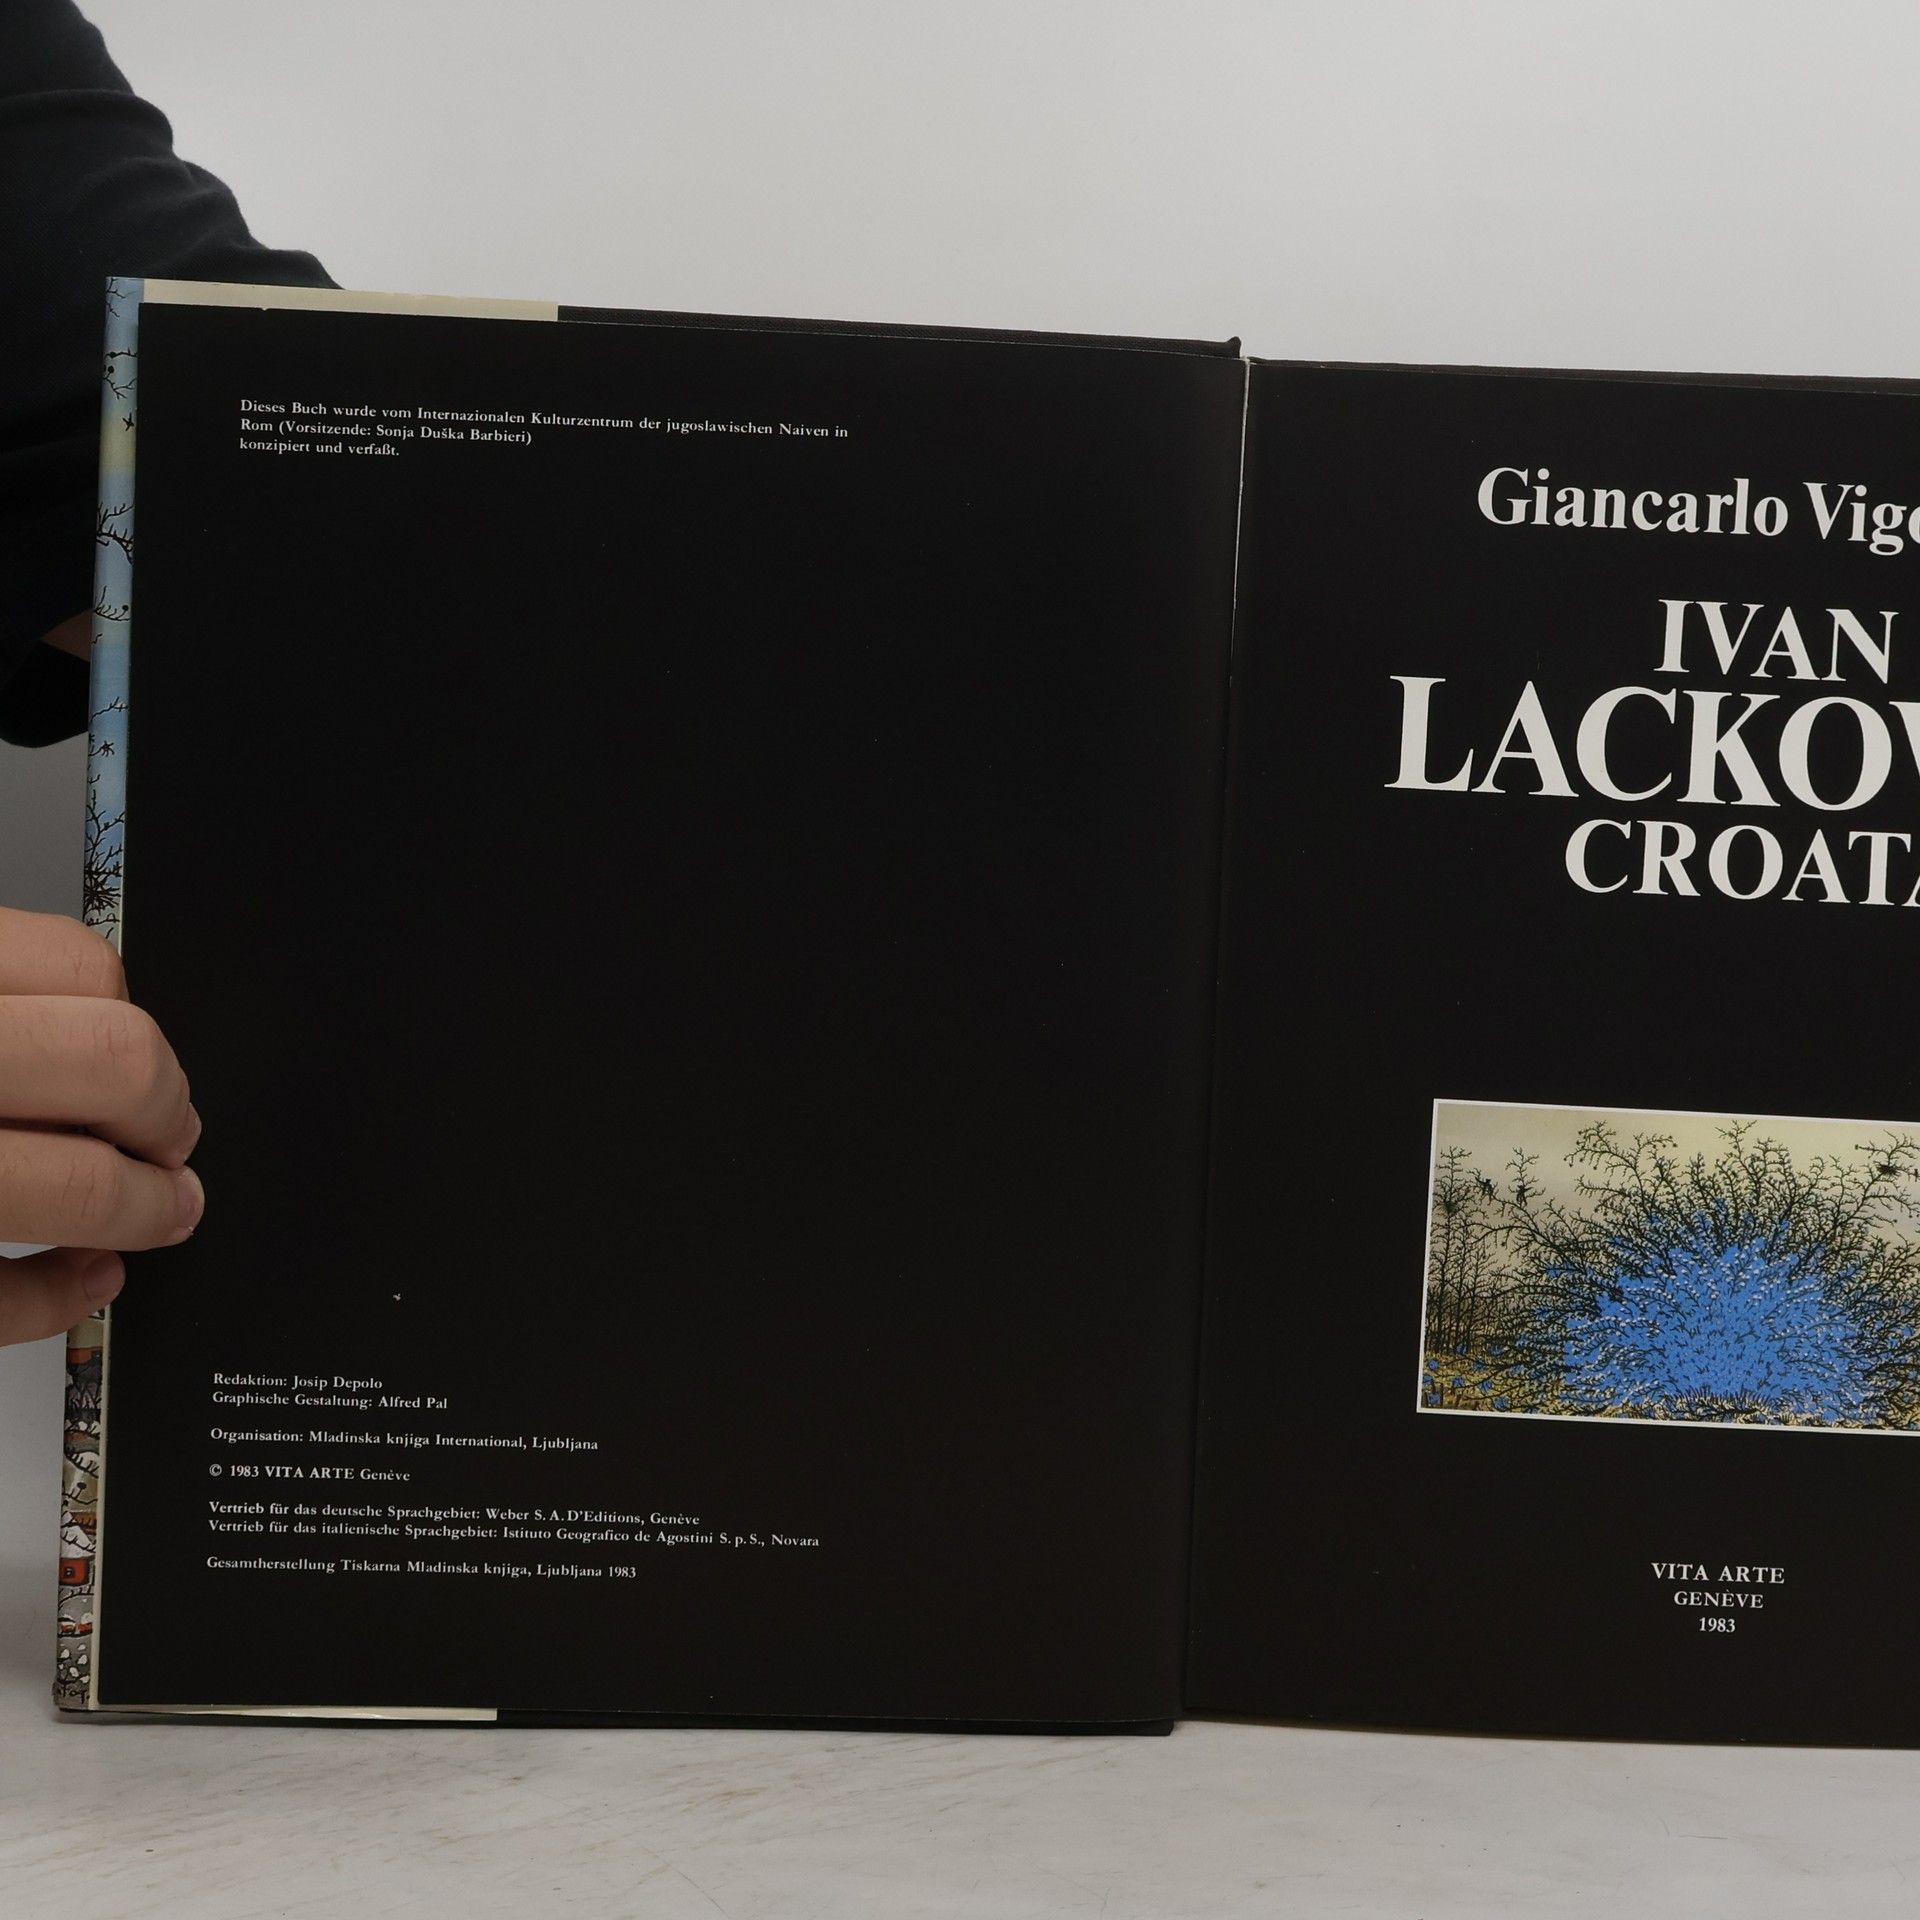 Dieses Buch wurde vom Internazionalen Kulturzentrum der jugoslawischen Naiven in
Rom (Vorsitzende: Sonja Duška Barbieri)
konzipiert und verfaßt.
Redaktion: Josip Depolo
Graphische Gestaltung: Alfred Pal
Organisation: Mladinska knjiga International, Ljubljana
© 1983 VITA ARTE Genève
Vertrieb für das deutsche Sprachgebiet: Weber S. A. D'Editions, Genève
Vertrieb für das italienische Sprachgebiet: Istituto Geografico de Agostini S. p. S., Novara
Gesamtherstellung Tiskarna Mladinska knjiga, Ljubljana 1983
Giancarlo
IVAN
CROATA
VITA ARTE
GENÈVE
1983